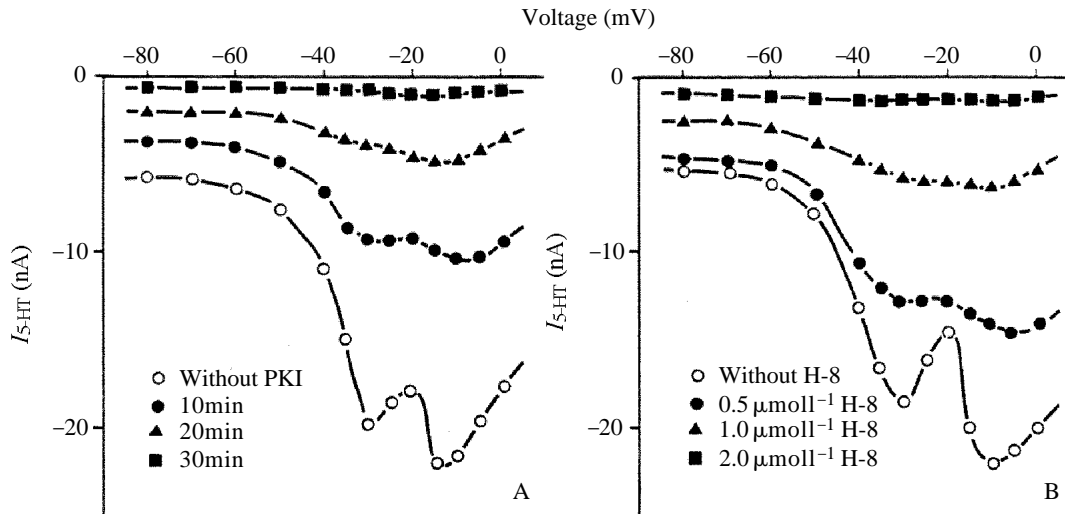 Voltage (mV)
−80 −60 −40 −20 0
−80 −60 −40 −20 0
0
−10
−20
I5-HT (nA)
Without PKI
10min
20min
30min
A
0
−10
−20
I5-HT (nA)
Without H-8
0.5 μmoll−1 H-8
1.0 μmoll−1 H-8
2.0 μmoll−1 H-8
B